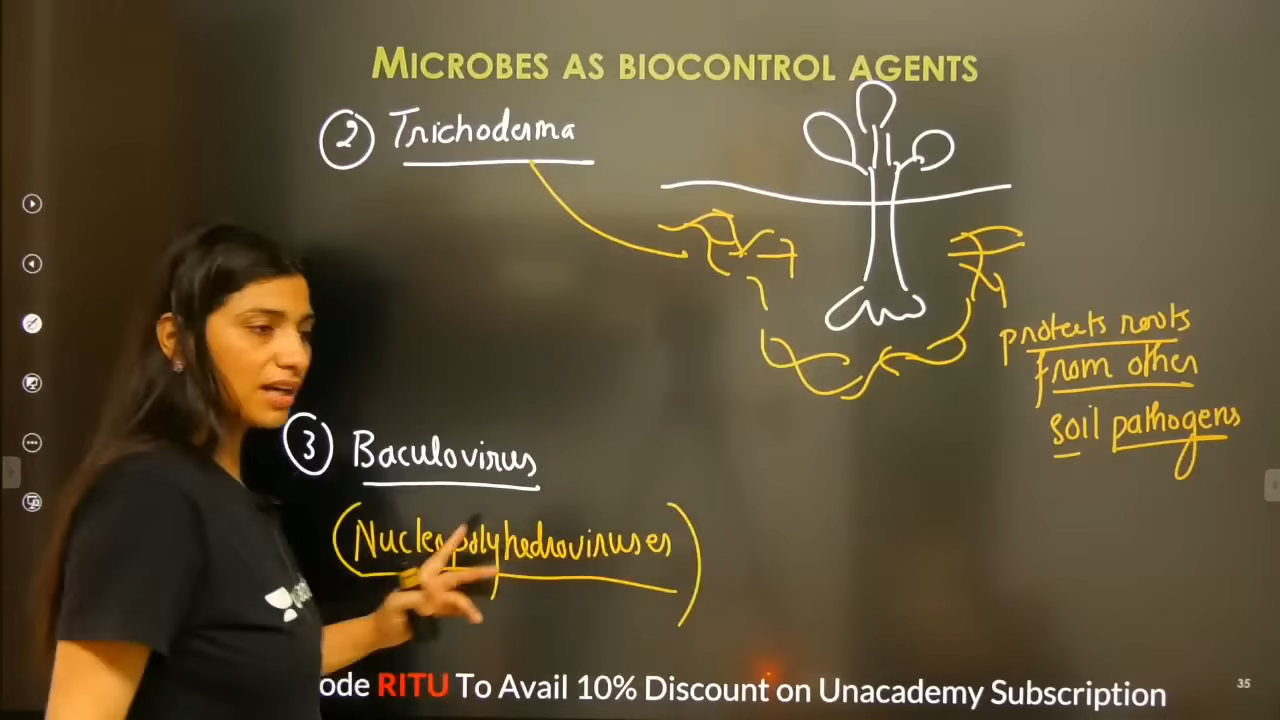 MICROBES AS BIOCONTROL AGENTS
2 Trichoderma
protects roots
from other
soil pathogens
3 Baculovirus
(Nucleopolyhedroviruses)
ode RITU To Avail 10% Discount on Unacademy Subscription
35